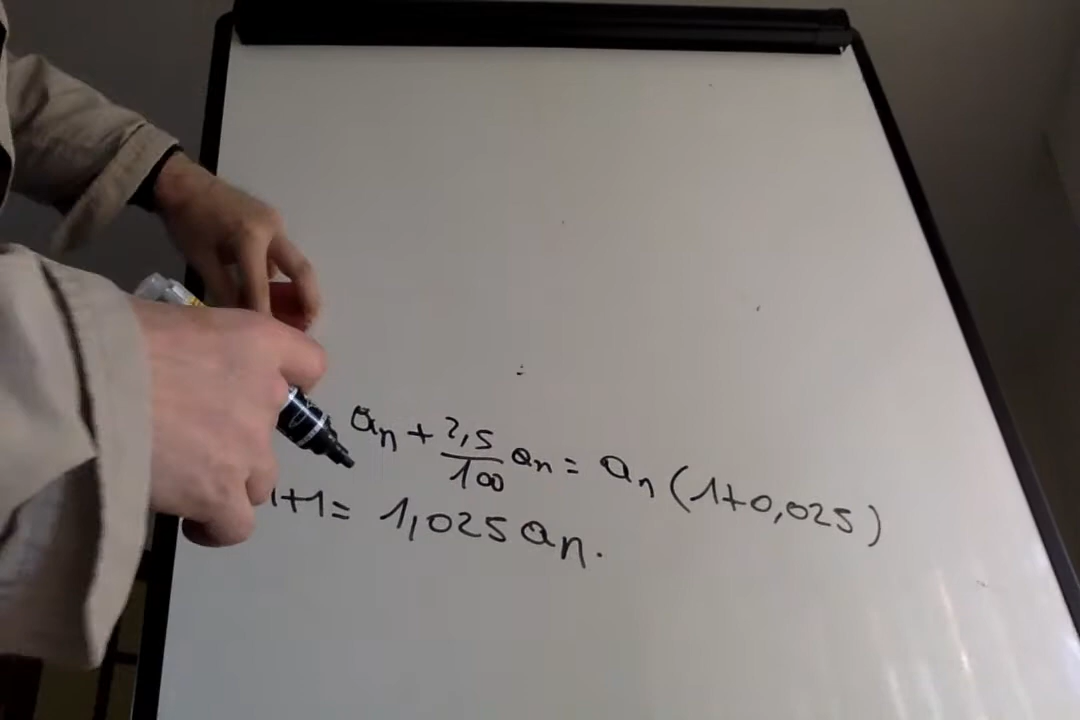 an + 2,5/100 an = an (1+0,025)
n+1 = 1,025 an.